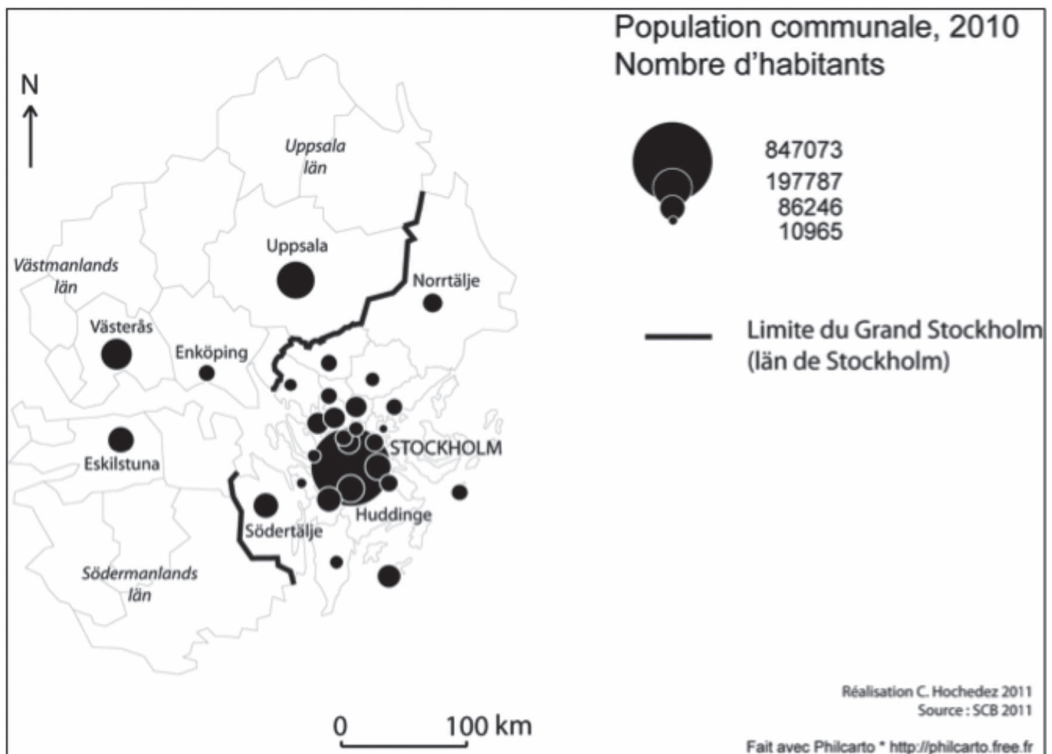 Population communale, 2010
Nombre d'habitants
847073
197787
86246
10965
Limite du Grand Stockholm
(län de Stockholm)
N
Uppsala
län
Uppsala
Västmanlands
län
Norrtälje
Västerås
Enköping
STOCKHOLM
Eskilstuna
Huddinge
Södertälje
Södermanlands
län
0 100 km
Réalisation C. Hochedez 2011
Source : SCB 2011
Fait avec Philcarto * http://philcarto.free.fr